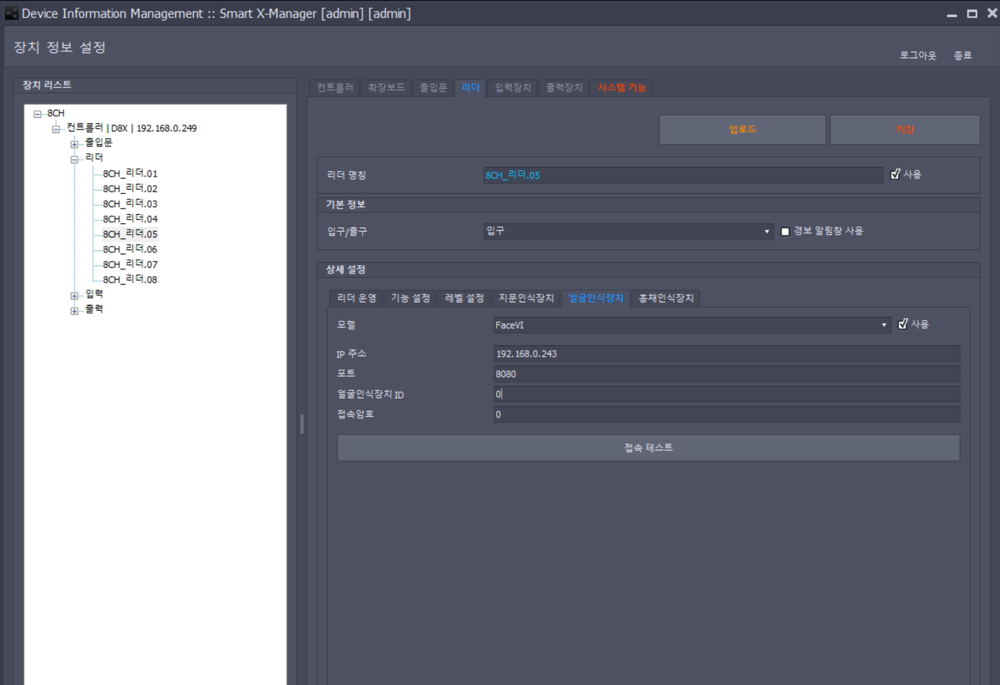 Device Information Management :: Smart X-Manager [admin] [admin]
장치 정보 설정
로그아웃 종료
장치 리스트
8CH
컨트롤러 | D8X | 192.168.0.249
출입문
리더
8CH_리더.01
8CH_리더.02
8CH_리더.03
8CH_리더.04
8CH_리더.05
8CH_리더.06
8CH_리더.07
8CH_리더.08
입력
출력
컨트롤러 확장보드 출입문 리더 입력장치 출력장치 시스템 기능
업로드 저장
리더 명칭 8CH_리더.05 사용
기본 정보
입구/출구 입구 경보 알림창 사용
상세 설정
리더 운영 기능 설정 레벨 설정 지문인식장치 얼굴인식장치 홍채인식장치
모델 FaceVI 사용
IP 주소 192.168.0.243
포트 8080
얼굴인식장치 ID 0
접속암호 0
접속 테스트